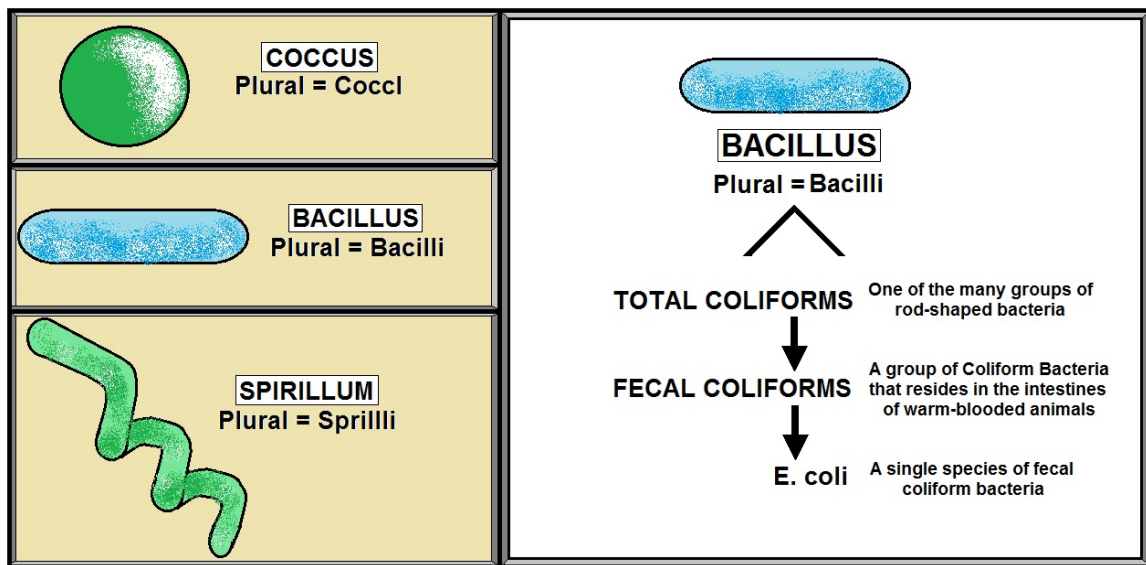 COCCUS
Plural = CoccI
BACILLUS
Plural = Bacilli
SPIRILLUM
Plural = Sprillli
BACILLUS
Plural = Bacilli
TOTAL COLIFORMS
One of the many groups of
rod-shaped bacteria
FECAL COLIFORMS
A group of Coliform Bacteria
that resides in the intestines
of warm-blooded animals
E. coli
A single species of fecal
coliform bacteria